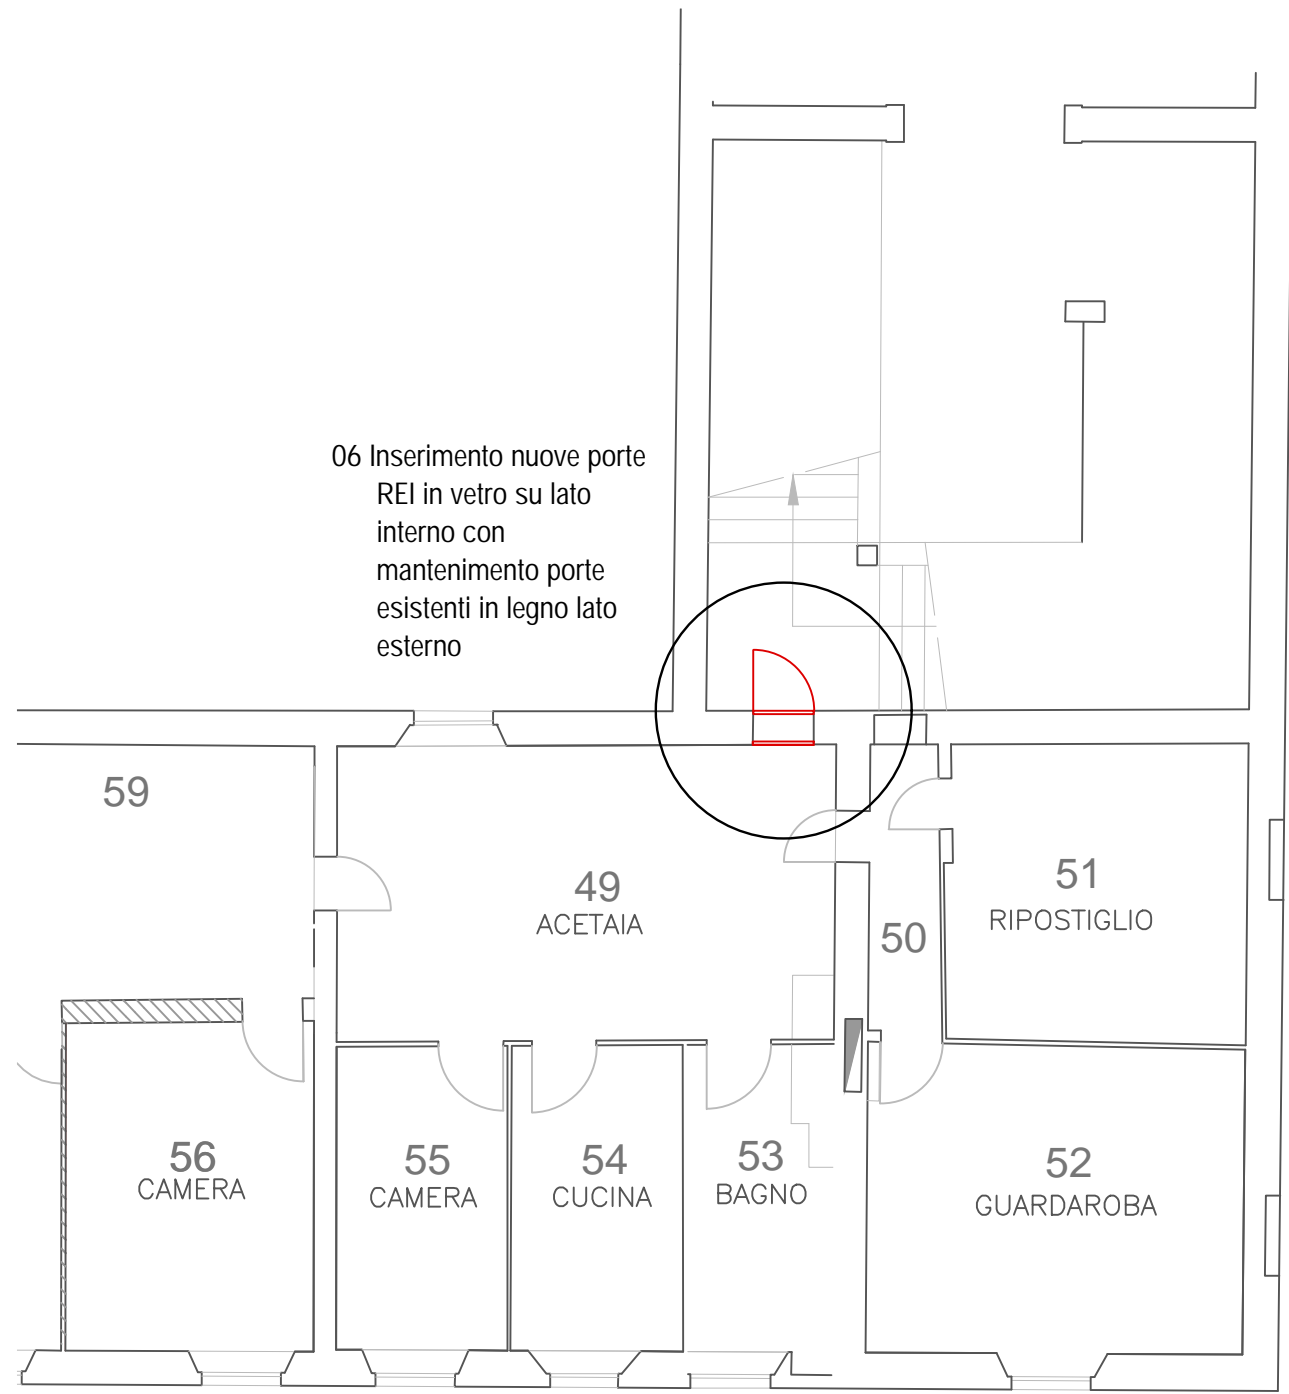 06 Inserimento nuove porte
REI in vetro su lato
interno con
mantenimento porte
esistenti in legno lato
esterno
59
49
ACETAIA
51
RIPOSTIGLIO
50
56
CAMERA
55
CAMERA
54
CUCINA
53
BAGNO
52
GUARDAROBA